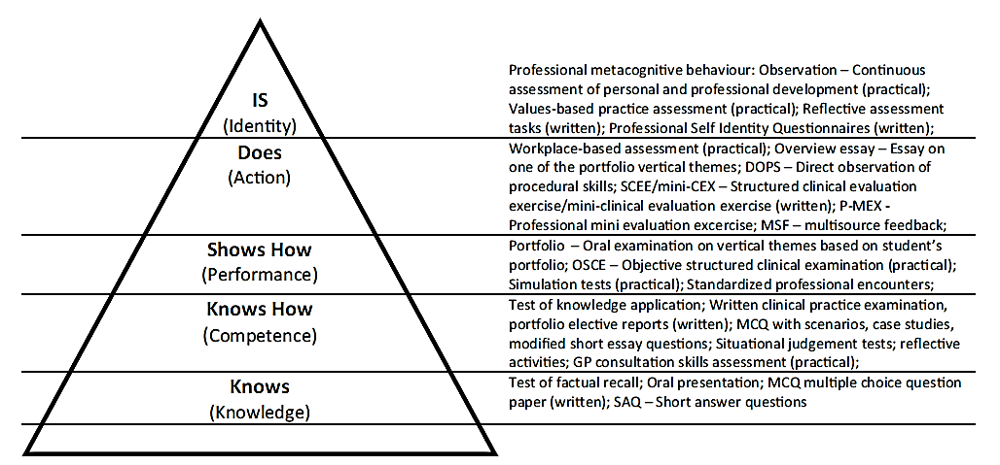 IS
(Identity)
Professional metacognitive behaviour: Observation – Continuous
assessment of personal and professional development (practical);
Values-based practice assessment (practical); Reflective assessment
tasks (written); Professional Self Identity Questionnaires (written);
Does
(Action)
Workplace-based assessment (practical); Overview essay – Essay on
one of the portfolio vertical themes; DOPS – Direct observation of
procedural skills; SCEE/mini-CEX – Structured clinical evaluation
exercise/mini-clinical evaluation exercise (written); P-MEX -
Professional mini evaluation excercise; MSF – multisource feedback;
Shows How
(Performance)
Portfolio – Oral examination on vertical themes based on student's
portfolio; OSCE – Objective structured clinical examination (practical);
Simulation tests (practical); Standardized professional encounters;
Knows How
(Competence)
Test of knowledge application; Written clinical practice examination,
portfolio elective reports (written); MCQ with scenarios, case studies,
modified short essay questions; Situational judgement tests; reflective
activities; GP consultation skills assessment (practical);
Knows
(Knowledge)
Test of factual recall; Oral presentation; MCQ multiple choice question
paper (written); SAQ – Short answer questions